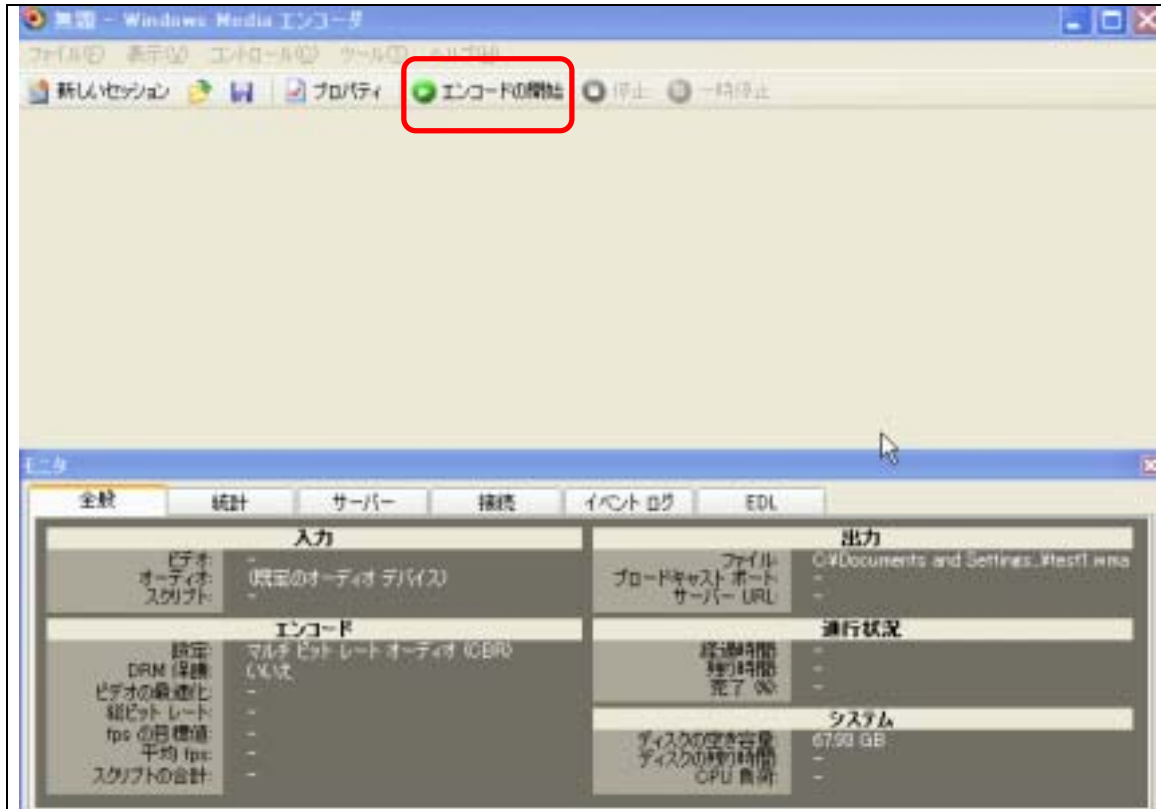 無題 - Windows Media エンコーダ
ファイル(F) 表示(V) コントロール(C) ツール(T) ヘルプ(H)
新しいセッション プロパティ エンコードの開始 停止 一時停止
モニタ
全般 統計 サーバー 接続 イベント ログ EDL
入力
ビデオ: -
オーディオ: (既定のオーディオ デバイス)
スクリプト: -
出力
ファイル: C:¥Documents and Settings...¥test1.wma
ブロードキャスト ポート: -
サーバー URL: -
エンコード
設定: マルチ ビット レート オーディオ (CBR)
DRM 保護: いいえ
ビデオの最適化: -
総ビット レート: -
fps の目標値: -
平均 fps: -
スクリプトの合計: -
進行状況
経過時間: -
残り時間: -
完了 (%): -
システム
ディスクの空き容量: 67.93 GB
ディスクの残り時間: -
CPU 負荷: -